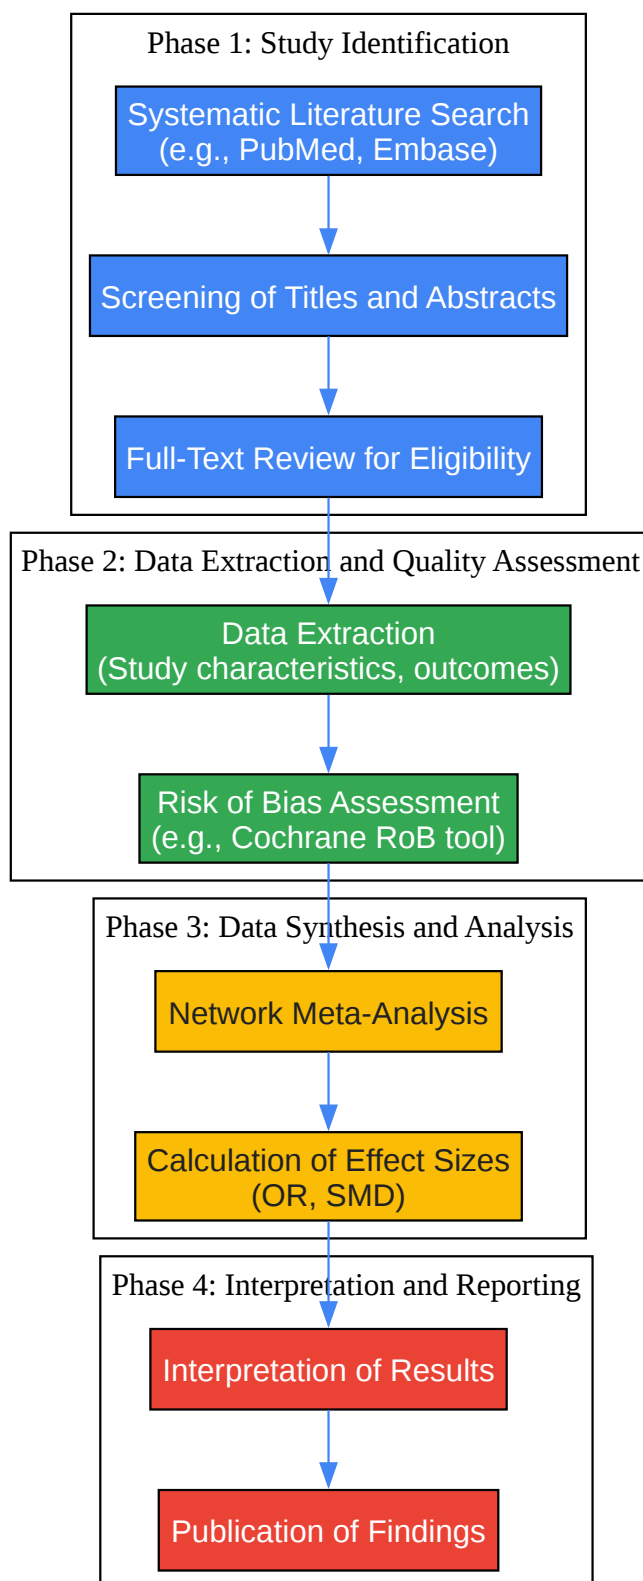 Phase 1: Study Identification
Systematic Literature Search
(e.g., PubMed, Embase)
Screening of Titles and Abstracts
Full-Text Review for Eligibility
Phase 2: Data Extraction and Quality Assessment
Data Extraction
(Study characteristics, outcomes)
Risk of Bias Assessment
(e.g., Cochrane RoB tool)
Phase 3: Data Synthesis and Analysis
Network Meta-Analysis
Calculation of Effect Sizes
(OR, SMD)
Phase 4: Interpretation and Reporting
Interpretation of Results
Publication of Findings